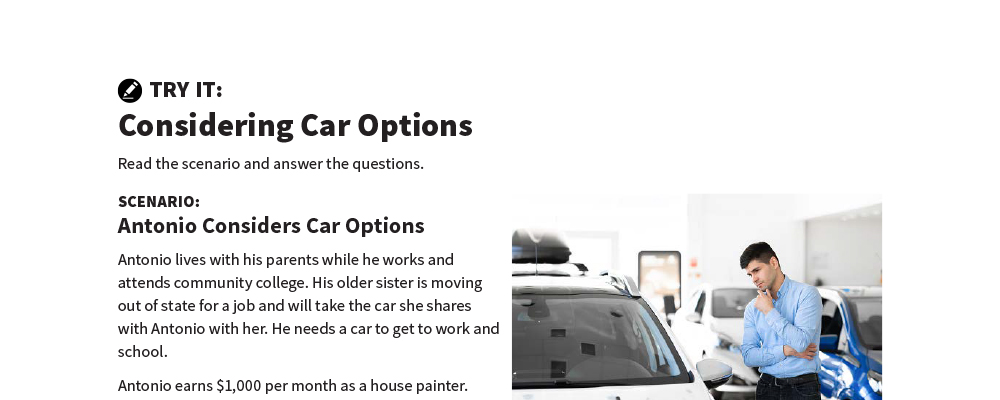 TRY IT:
Considering Car Options
Read the scenario and answer the questions.
SCENARIO:
Antonio Considers Car Options
Antonio lives with his parents while he works and
attends community college. His older sister is moving
out of state for a job and will take the car she shares
with Antonio with her. He needs a car to get to work and
school.
Antonio earns $1,000 per month as a house painter.